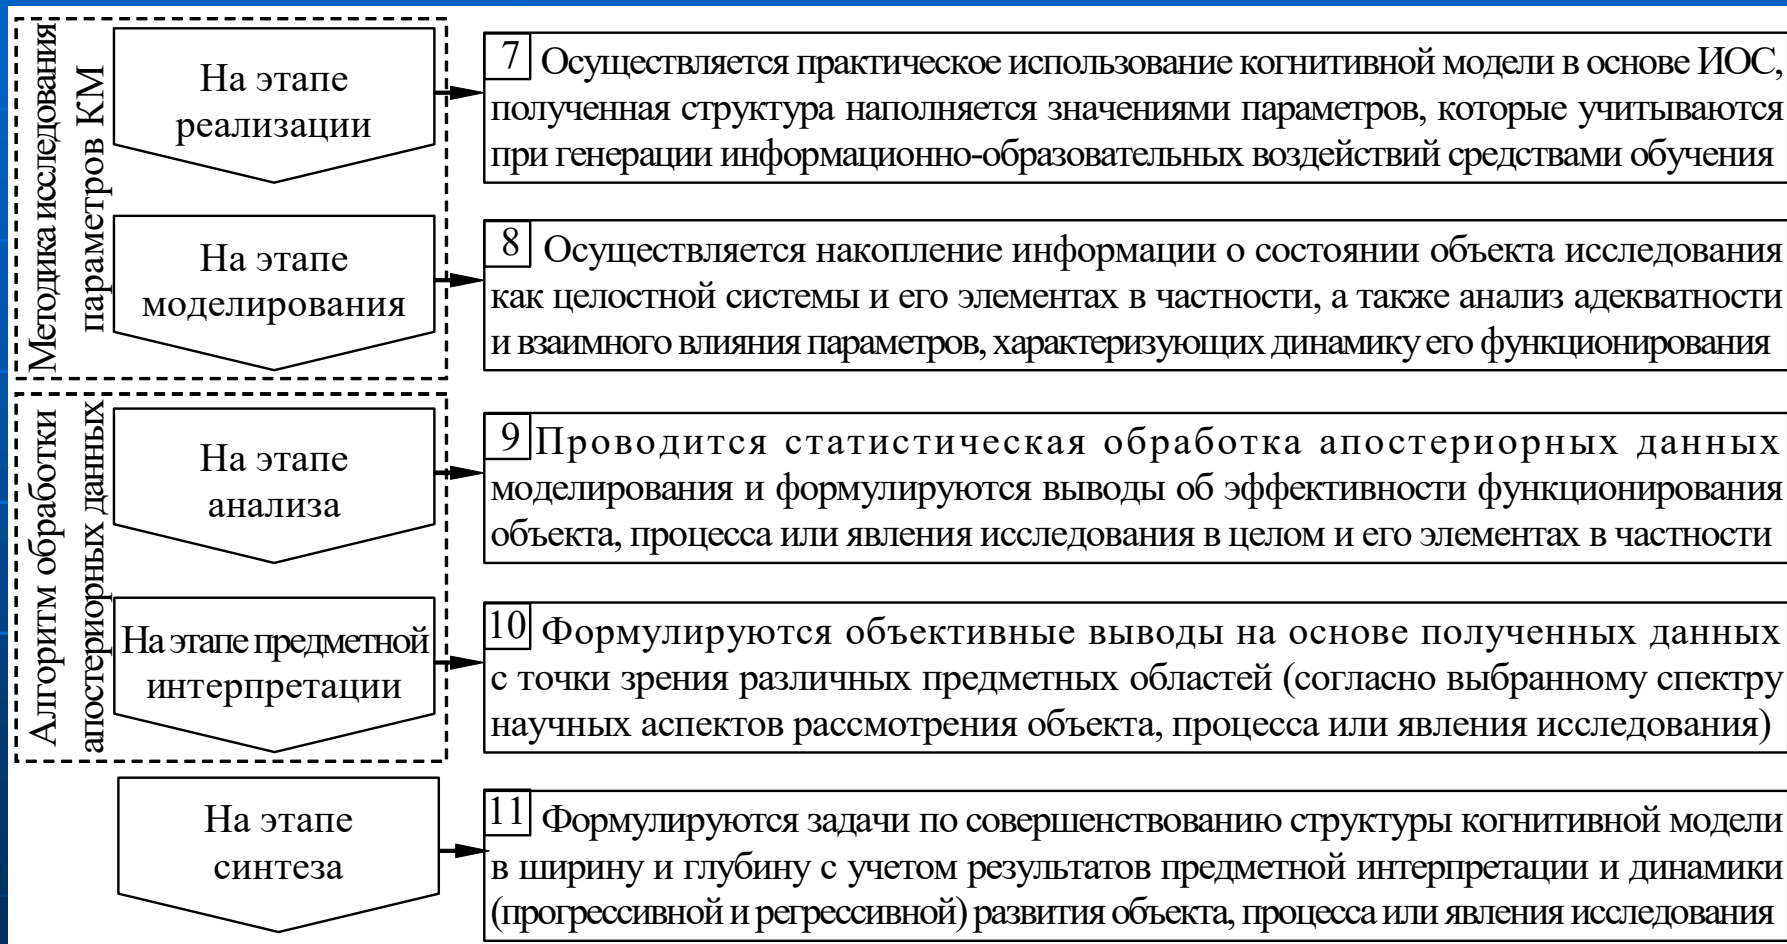 Методика исследования
параметров КМ
На этапе
реализации
7 Осуществляется практическое использование когнитивной модели в основе ИОС,
полученная структура наполняется значениями параметров, которые учитываются
при генерации информационно-образовательных воздействий средствами обучения
На этапе
моделирования
8 Осуществляется накопление информации о состоянии объекта исследования
как целостной системы и его элементах в частности, а также анализ адекватности
и взаимного влияния параметров, характеризующих динамику его функционирования
Алгоритм обработки
апостериорных данных
На этапе
анализа
9 Проводится статистическая обработка апостериорных данных
моделирования и формулируются выводы об эффективности функционирования
объекта, процесса или явления исследования в целом и его элементах в частности
На этапе предметной
интерпретации
10 Формулируются объективные выводы на основе полученных данных
с точки зрения различных предметных областей (согласно выбранному спектру
научных аспектов рассмотрения объекта, процесса или явления исследования)
На этапе
синтеза
11 Формулируются задачи по совершенствованию структуры когнитивной модели
в ширину и глубину с учетом результатов предметной интерпретации и динамики
(прогрессивной и регрессивной) развития объекта, процесса или явления исследования